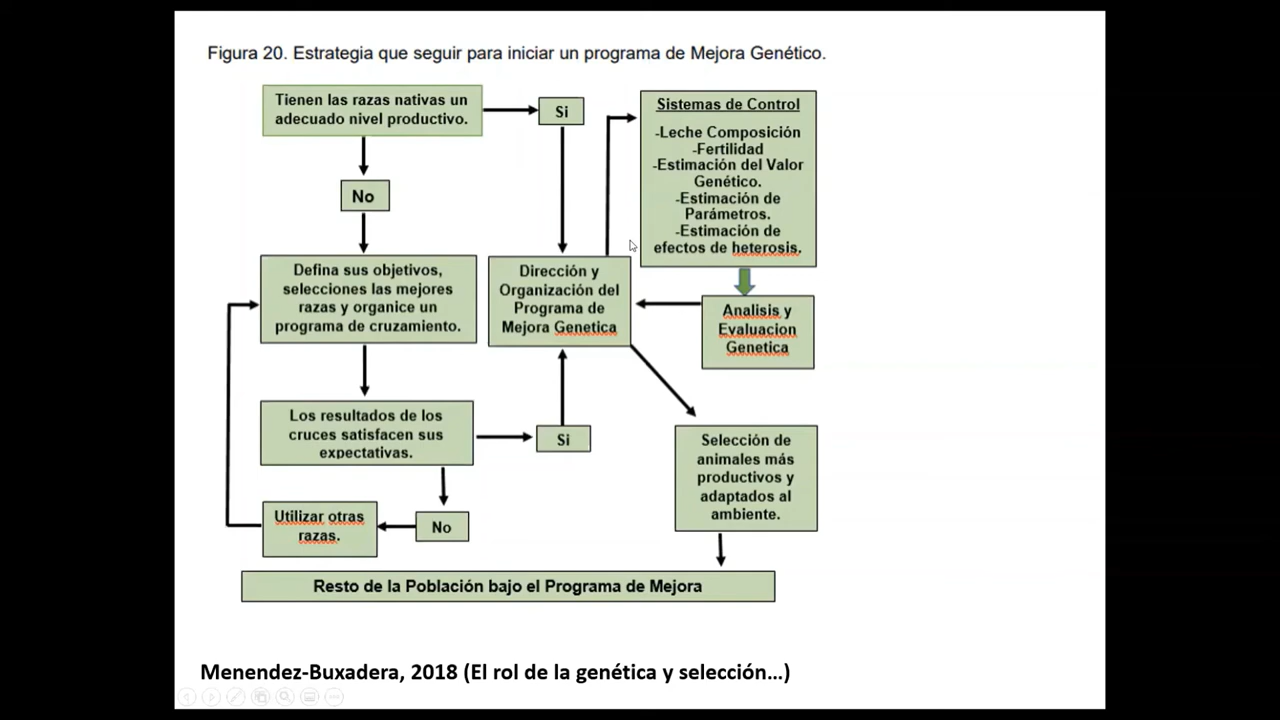 Figura 20. Estrategia que seguir para iniciar un programa de Mejora Genético.
Tienen las razas nativas un
adecuado nivel productivo.
Si
No
Sistemas de Control
-Leche Composición
-Fertilidad
-Estimación del Valor
Genético.
-Estimación de
Parámetros.
-Estimación de
efectos de heterosis.
Defina sus objetivos,
selecciones las mejores
razas y organice un
programa de cruzamiento.
Dirección y
Organización del
Programa de
Mejora Genetica
Analisis y
Evaluacion
Genetica
Los resultados de los
cruces satisfacen sus
expectativas.
Si
Selección de
animales más
productivos y
adaptados al
ambiente.
Utilizar otras
razas.
No
Resto de la Población bajo el Programa de Mejora
Menendez-Buxadera, 2018 (El rol de la genética y selección...)